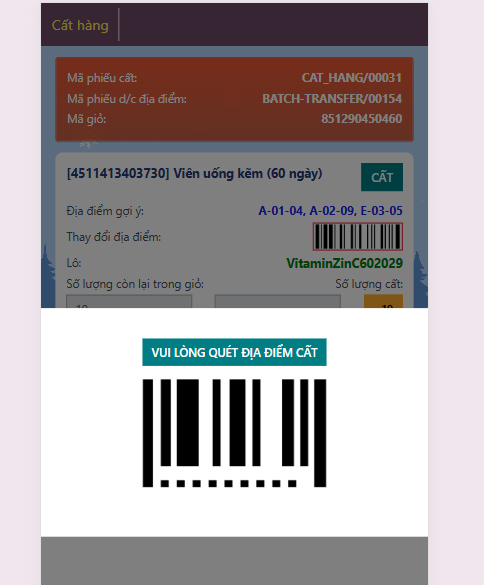 Cất hàng
Mã phiếu cất: CAT_HANG/00031
Mã phiếu d/c địa điểm: BATCH-TRANSFER/00154
Mã giỏ: 851290450460
[4511413403730] Viên uống kẽm (60 ngày) CẤT
Địa điểm gợi ý: A-01-04, A-02-09, E-03-05
Thay đổi địa điểm:
Lô: VitaminZinC602029
Số lượng còn lại trong giỏ: Số lượng cất:
VUI LÒNG QUÉT ĐỊA ĐIỂM CẤT